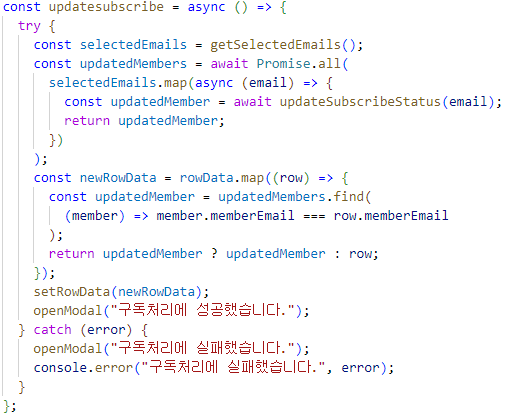 const updatesubscribe = async () => {
  try {
    const selectedEmails = getSelectedEmails();
    const updatedMembers = await Promise.all(
      selectedEmails.map(async (email) => {
        const updatedMember = await updateSubscribeStatus(email);
        return updatedMember;
      })
    );
    const newRowData = rowData.map((row) => {
      const updatedMember = updatedMembers.find(
        (member) => member.memberEmail === row.memberEmail
      );
      return updatedMember ? updatedMember : row;
    });
    setRowData(newRowData);
    openModal("구독처리에 성공했습니다.");
  } catch (error) {
    openModal("구독처리에 실패했습니다.");
    console.error("구독처리에 실패했습니다.", error);
  }
};